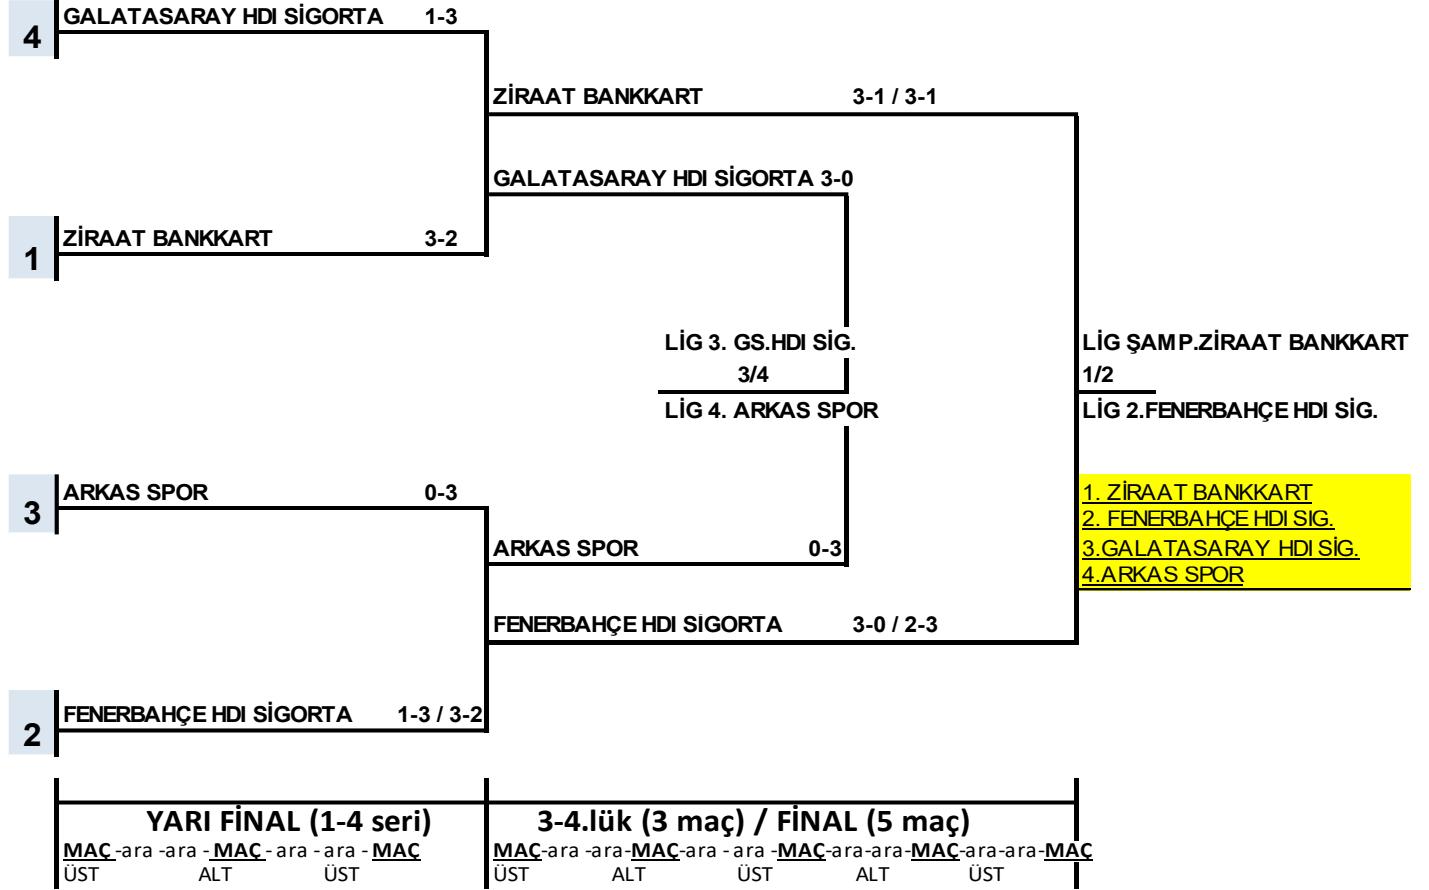 4
GALATASARAY HDI SİGORTA 1-3
ZİRAAT BANKKART 3-1 / 3-1
GALATASARAY HDI SİGORTA 3-0
1
ZİRAAT BANKKART 3-2
LİG 3. GS.HDI SİG.
3/4
LİG 4. ARKAS SPOR
LİG ŞAMP.ZİRAAT BANKKART
1/2
LİG 2.FENERBAHÇE HDI SİG.
3
ARKAS SPOR 0-3
1. ZİRAAT BANKKART
2. FENERBAHÇE HDI SIG.
3.GALATASARAY HDI SİG.
4.ARKAS SPOR
ARKAS SPOR 0-3
FENERBAHÇE HDI SİGORTA 3-0 / 2-3
2
FENERBAHÇE HDI SİGORTA 1-3 / 3-2
YARI FİNAL (1-4 seri)
MAÇ -ara -ara - MAÇ - ara - ara - MAÇ
ÜST ALT ÜST
3-4.lük (3 maç) / FİNAL (5 maç)
MAÇ-ara -ara-MAÇ-ara - ara -MAÇ-ara-ara-MAÇ-ara-ara-MAÇ
ÜST ALT ÜST ALT ÜST